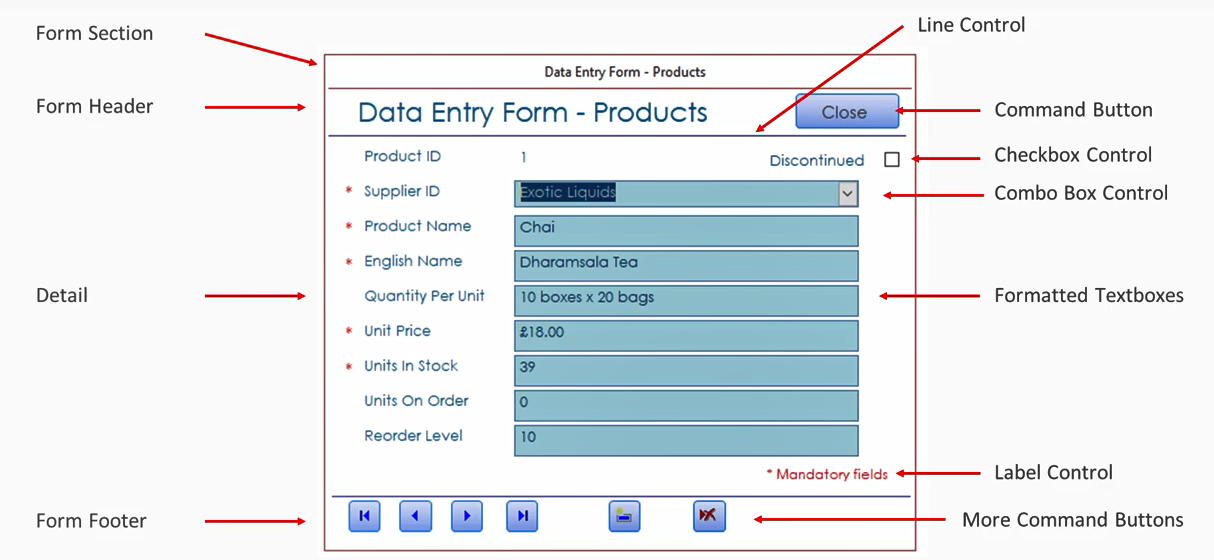 Form Section
Line Control
Data Entry Form - Products
Form Header
Data Entry Form - Products
Close
Command Button
Product ID
1
Discontinued
Checkbox Control
* Supplier ID
Exotic Liquids
Combo Box Control
* Product Name
Chai
* English Name
Dharamsala Tea
Detail
Quantity Per Unit
10 boxes x 20 bags
Formatted Textboxes
* Unit Price
£18.00
* Units In Stock
39
Units On Order
0
Reorder Level
10
* Mandatory fields
Label Control
Form Footer
More Command Buttons